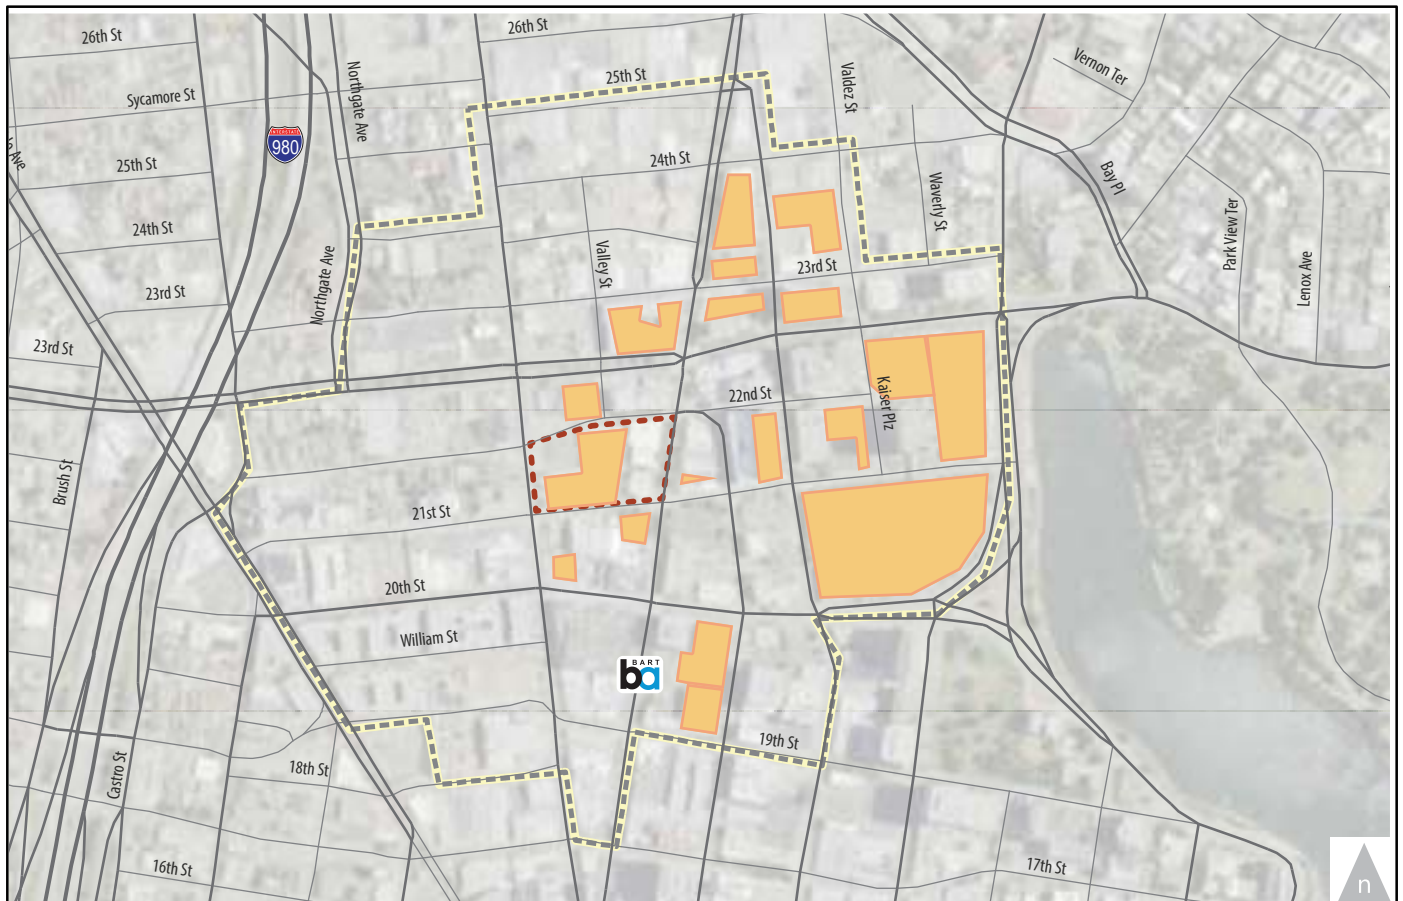 26th St
26th St
25th St
Northgate Ave
Valdez St
Vernon Ter
Sycamore St
INTERSTATE
980
25th St
24th St
Bay Pl
Waverly St
Park View Ter
24th St
Valley St
Northgate Ave
23rd St
Lenox Ave
23rd St
23rd St
22nd St
Kaiser Plz
Brush St
21st St
20th St
William St
BART
ba
19th St
18th St
Castro St
16th St
17th St
n